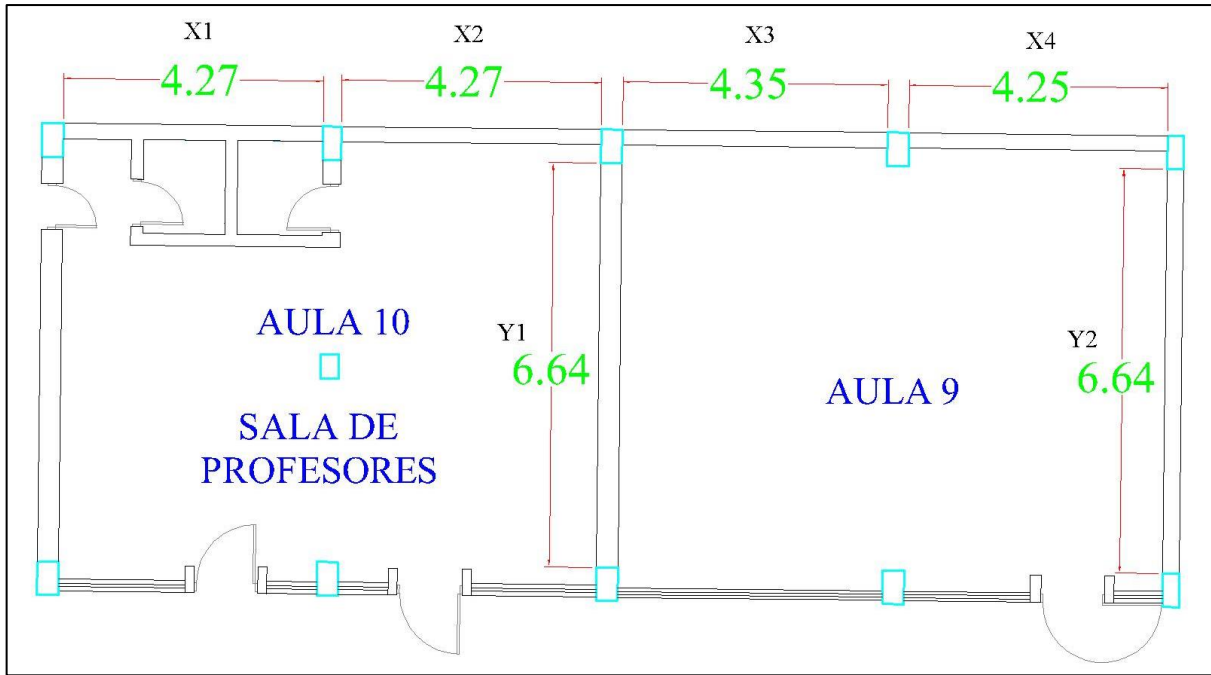 X1
X2
X3
X4
4.27
4.27
4.35
4.25
Y1
6.64
Y2
6.64
AULA 10
SALA DE
PROFESORES
AULA 9